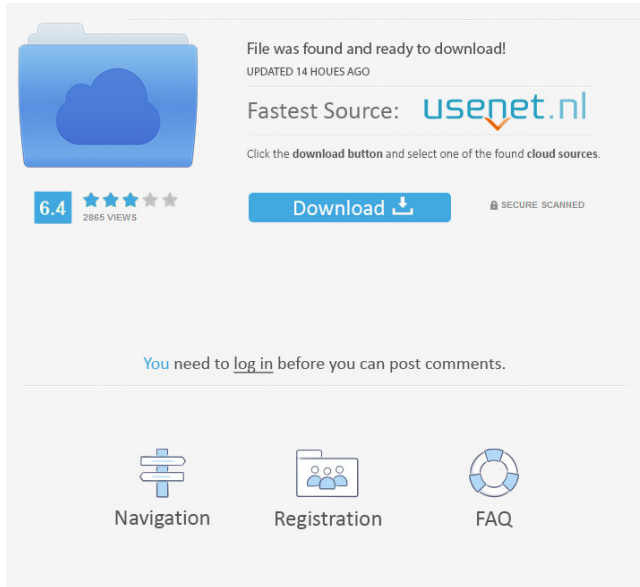 File was found and ready to download!
UPDATED 14 HOUES AGO
Fastest Source: usenet.nl
Click the download button and select one of the found cloud sources.
6.4
2865 VIEWS
Download
SECURE SCANNED
You need to log in before you can post comments.
Navigation
Registration
FAQ